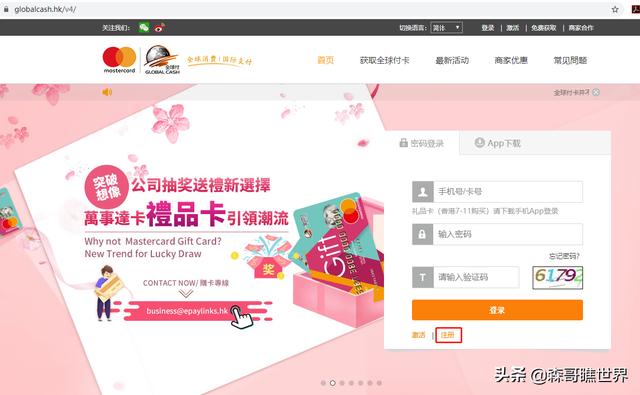 globalcash.hk/v4/
关注我们:
切换语言: 简体
登录 | 激活 | 免费获取 | 商家合作
mastercard
全球付
GLOBAL CASH
全球消费 | 国际支付
首页
获取全球付卡
最新活动
商家优惠
常见问题
全球付卡并不
突破
想像
公司抽奖送禮新選擇
萬事達卡禮品卡引領潮流
Why not Mastercard Gift Card?
New Trend for Lucky Draw
CONTACT NOW/ 購卡專線
business@epaylinks.hk
奖
Gift
密码登录
App下载
手机号/卡号
礼品卡（香港7-11购买）请下载手机App登录
输入密码
忘记密码?
T
请输入验证码
61792
登录
激活 | 注册
头条 @森哥瞧世界